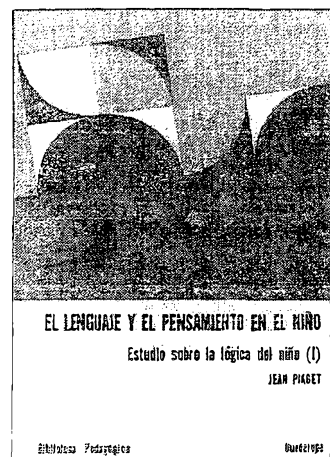 EL LENGUAJE Y EL PENSAMIENTO EN EL NIÑO
Estudio sobre la lógica del niño (I)
JEAN PIAGET
Biblioteca Pedagógica
Guadalupe